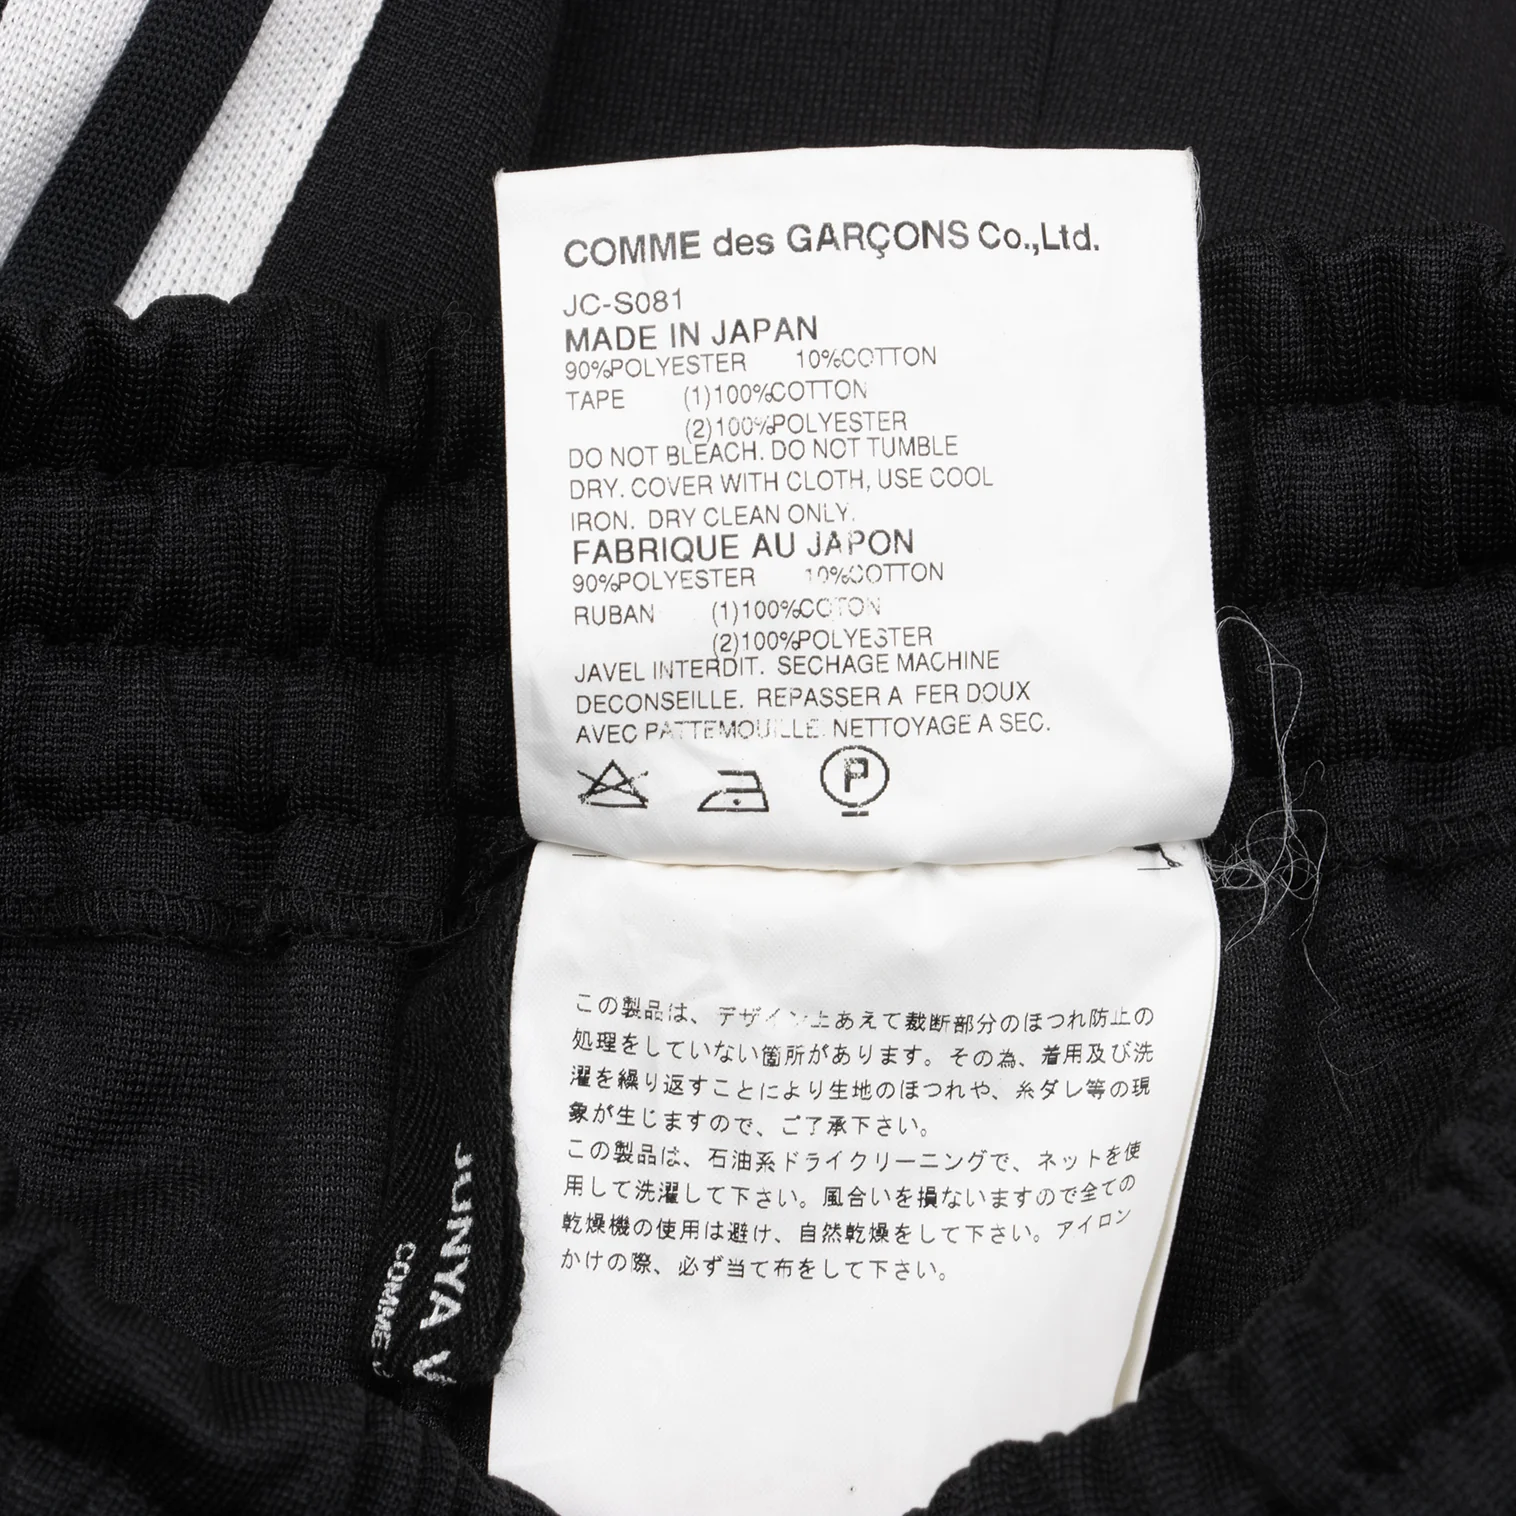 COMME des GARÇONS Co.,Ltd.
JC-S081
MADE IN JAPAN
90%POLYESTER 10%COTTON
TAPE (1)100%COTTON
(2)100%POLYESTER
DO NOT BLEACH. DO NOT TUMBLE
DRY. COVER WITH CLOTH, USE COOL
IRON. DRY CLEAN ONLY.
FABRIQUE AU JAPON
90%POLYESTER 10%COTTON
RUBAN (1)100%COTON
(2)100%POLYESTER
JAVEL INTERDIT. SECHAGE MACHINE
DECONSEILLE. REPASSER A FER DOUX
AVEC PATTEMOUILLE. NETTOYAGE A SEC.
P
この製品は、デザイン上あえて裁断部分のほつれ防止の
処理をしていない箇所があります。その為、着用及び洗
濯を繰り返すことにより生地のほつれや、糸ダレ等の現
象が生じますので、ご了承下さい。
この製品は、石油系ドライクリーニングで、ネットを使
用して洗濯して下さい。風合いを損ないますので全ての
乾燥機の使用は避け、自然乾燥をして下さい。アイロン
かけの際、必ず当て布をして下さい。
JUNYA
COMME